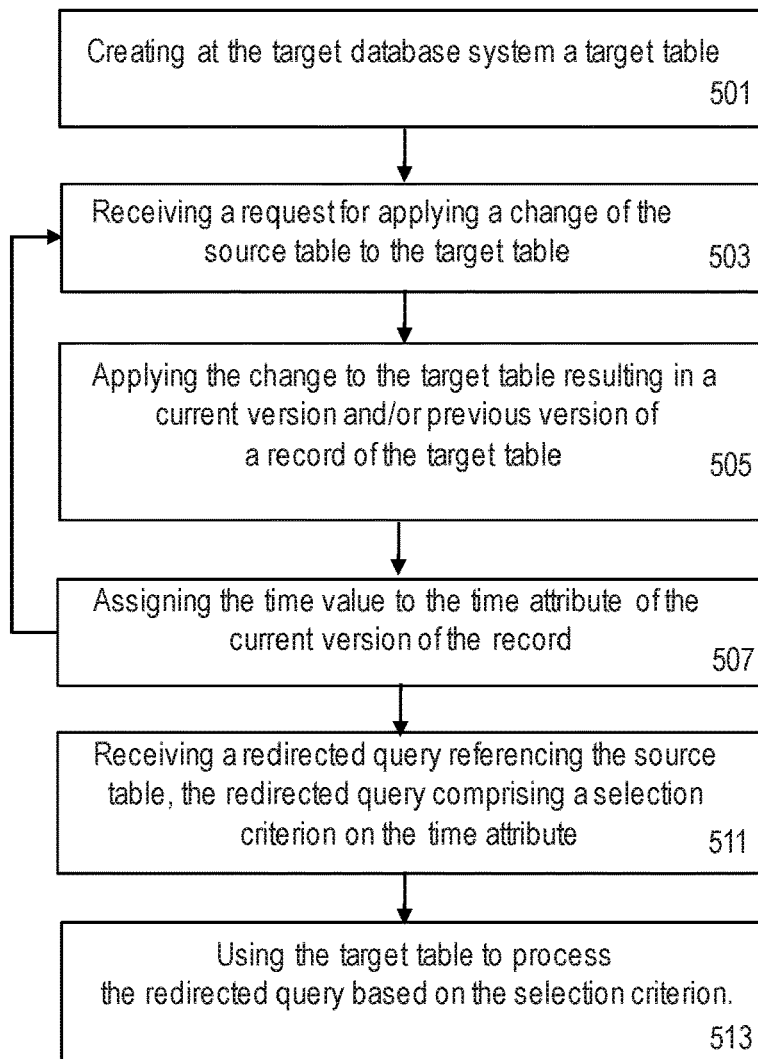 Creating at the target database system a target table
501
Receiving a request for applying a change of the
source table to the target table
503
Applying the change to the target table resulting in a
current version and/or previous version of
a record of the target table
505
Assigning the time value to the time attribute of the
current version of the record
507
Receiving a redirected query referencing the source
table, the redirected query comprising a selection
criterion on the time attribute
511
Using the target table to process
the redirected query based on the selection criterion.
513